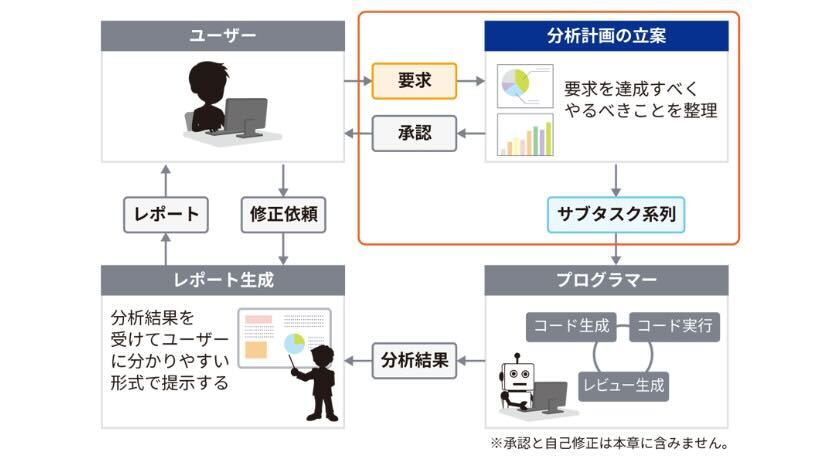 ユーザー
分析計画の立案
要求
要求を達成すべく
やるべきことを整理
承認
レポート
修正依頼
サブタスク系列
レポート生成
プログラマー
分析結果を
受けてユーザー
に分かりやすい
形式で提示する
分析結果
コード生成
コード実行
レビュー生成
※承認と自己修正は本章に含みません。